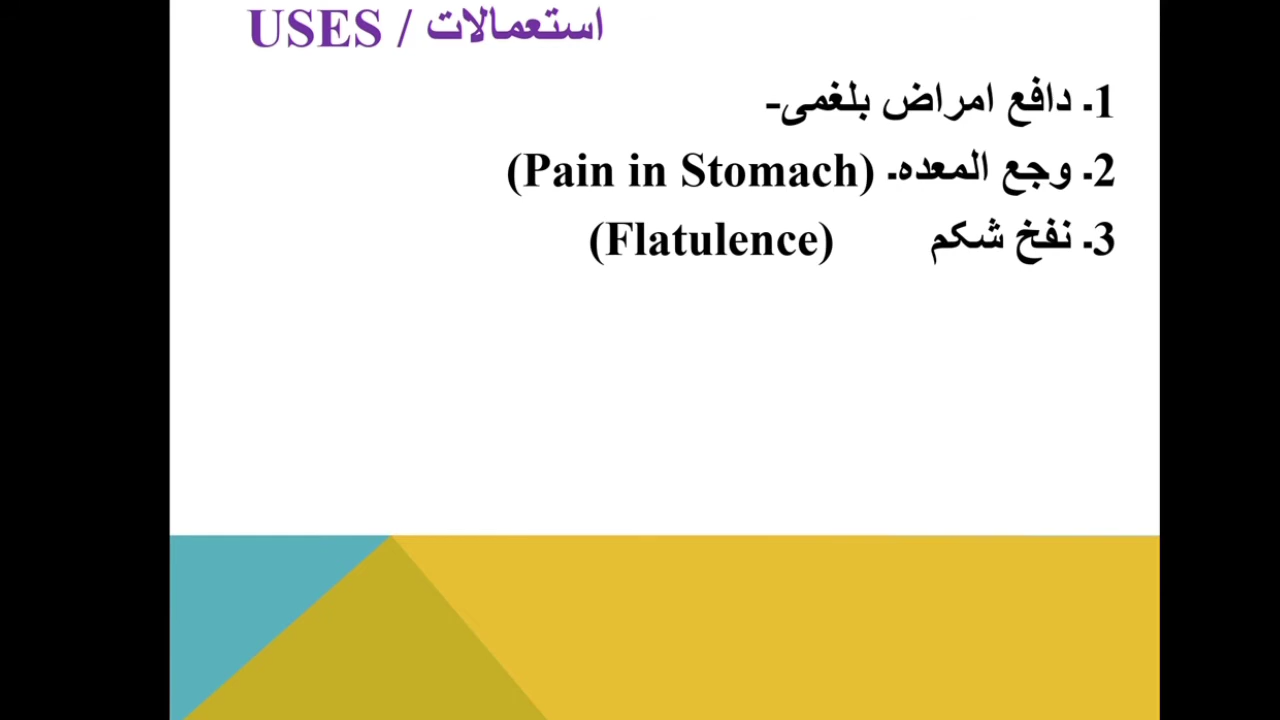 استعمالات / USES
1۔ دافع امراض بلغمی-
2۔ وجع المعدہ۔ (Pain in Stomach)
3۔ نفخ شکم (Flatulence)